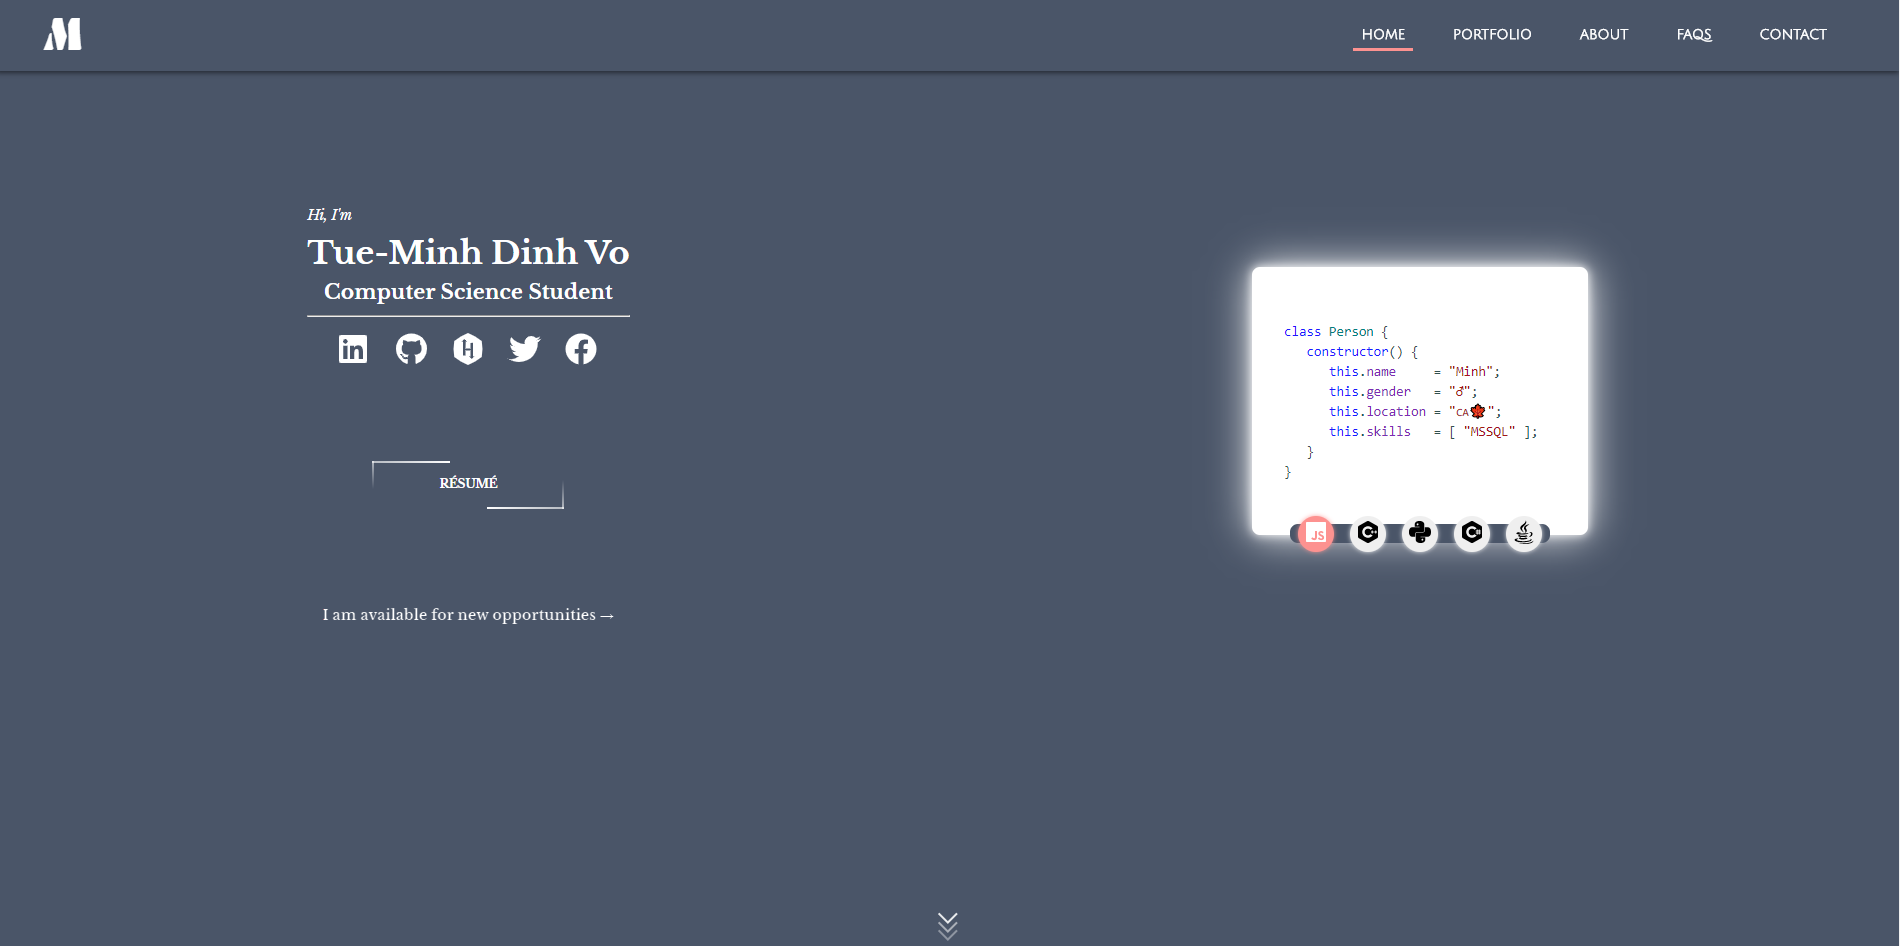 M
HOME PORTFOLIO ABOUT FAQS CONTACT
Hi, I'm
Tue-Minh Dinh Vo
Computer Science Student
RÉSUMÉ
I am available for new opportunities →
class Person {
constructor() {
this.name = "Minh";
this.gender = "♂";
this.location = "CA🍁";
this.skills = [ "MSSQL" ];
}
}
JS C++ C#